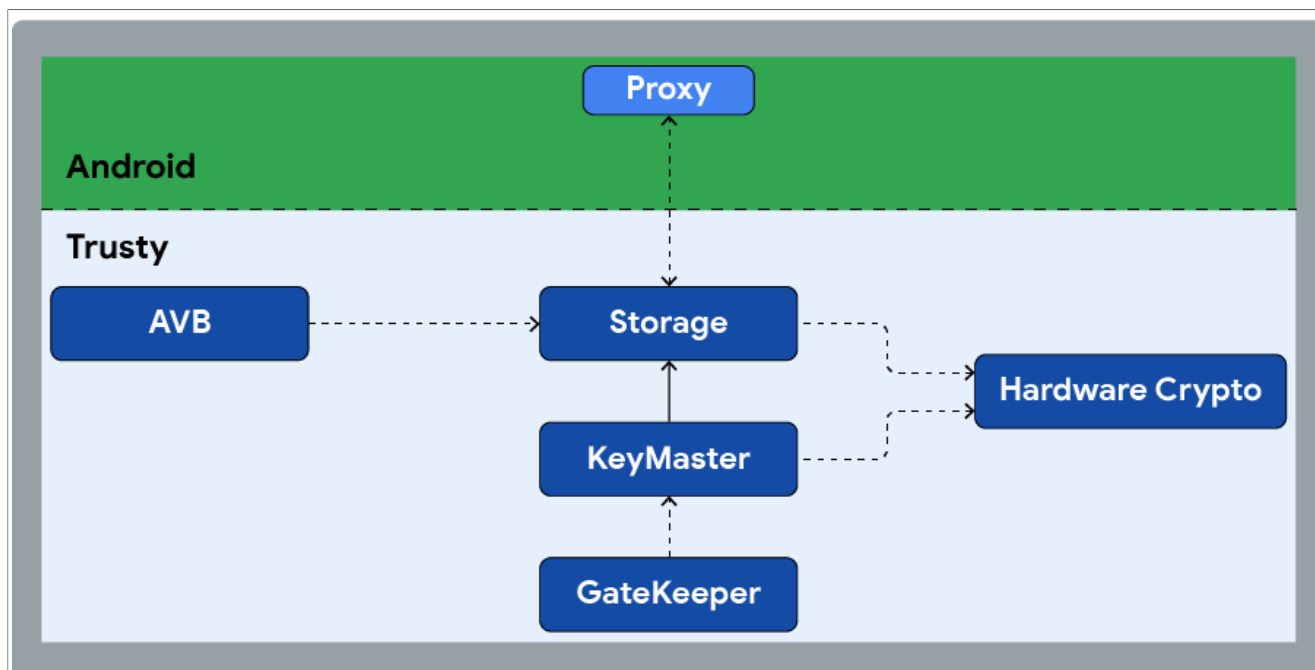 Proxy
Android
Trusty
AVB
Storage
Hardware Crypto
KeyMaster
GateKeeper